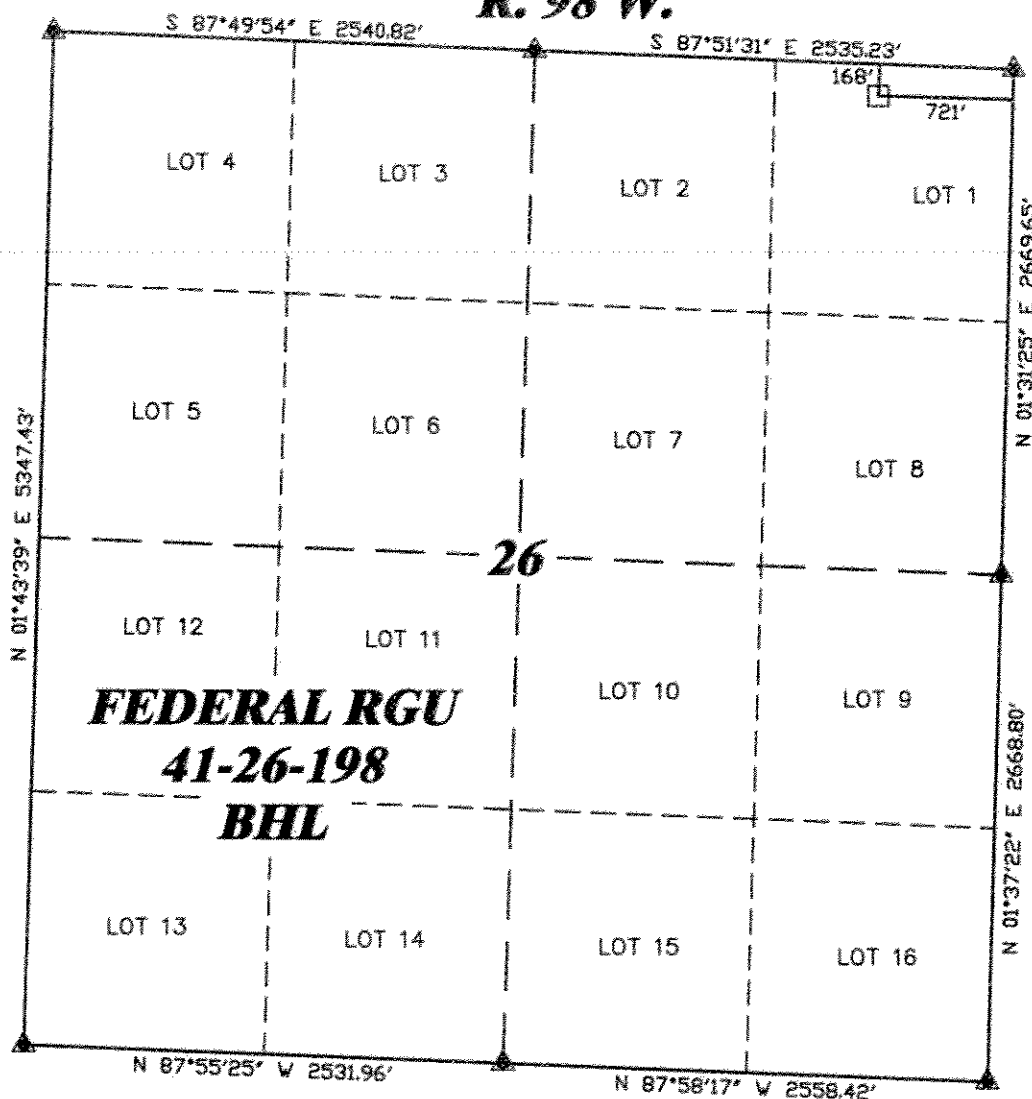 R. 98 W.
S 87°49'54" E 2540.82'
S 87°51'31" E 2535.23'
168'
721'
LOT 4
LOT 3
LOT 2
LOT 1
N 01°31'25" E 2669.65'
LOT 5
LOT 6
LOT 7
LOT 8
N 01°43'39" E 5347.43'
26
LOT 12
LOT 11
LOT 10
LOT 9
FEDERAL RGU
41-26-198
BHL
N 01°37'22" E 2668.80'
LOT 13
LOT 14
LOT 15
LOT 16
N 87°55'25" W 2531.96'
N 87°58'17" W 2558.42'